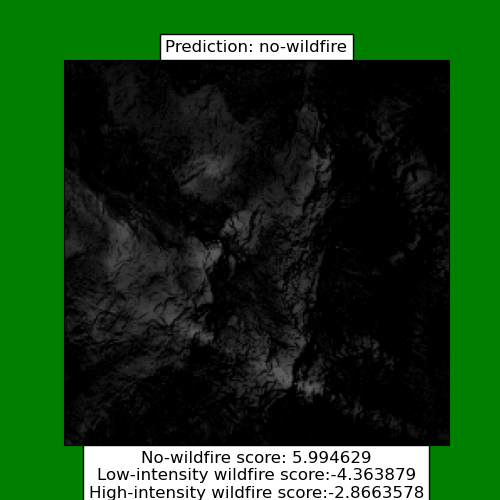 Prediction: no-wildfire
No-wildfire score: 5.994629
Low-intensity wildfire score:-4.363879
High-intensity wildfire score:-2.8663578